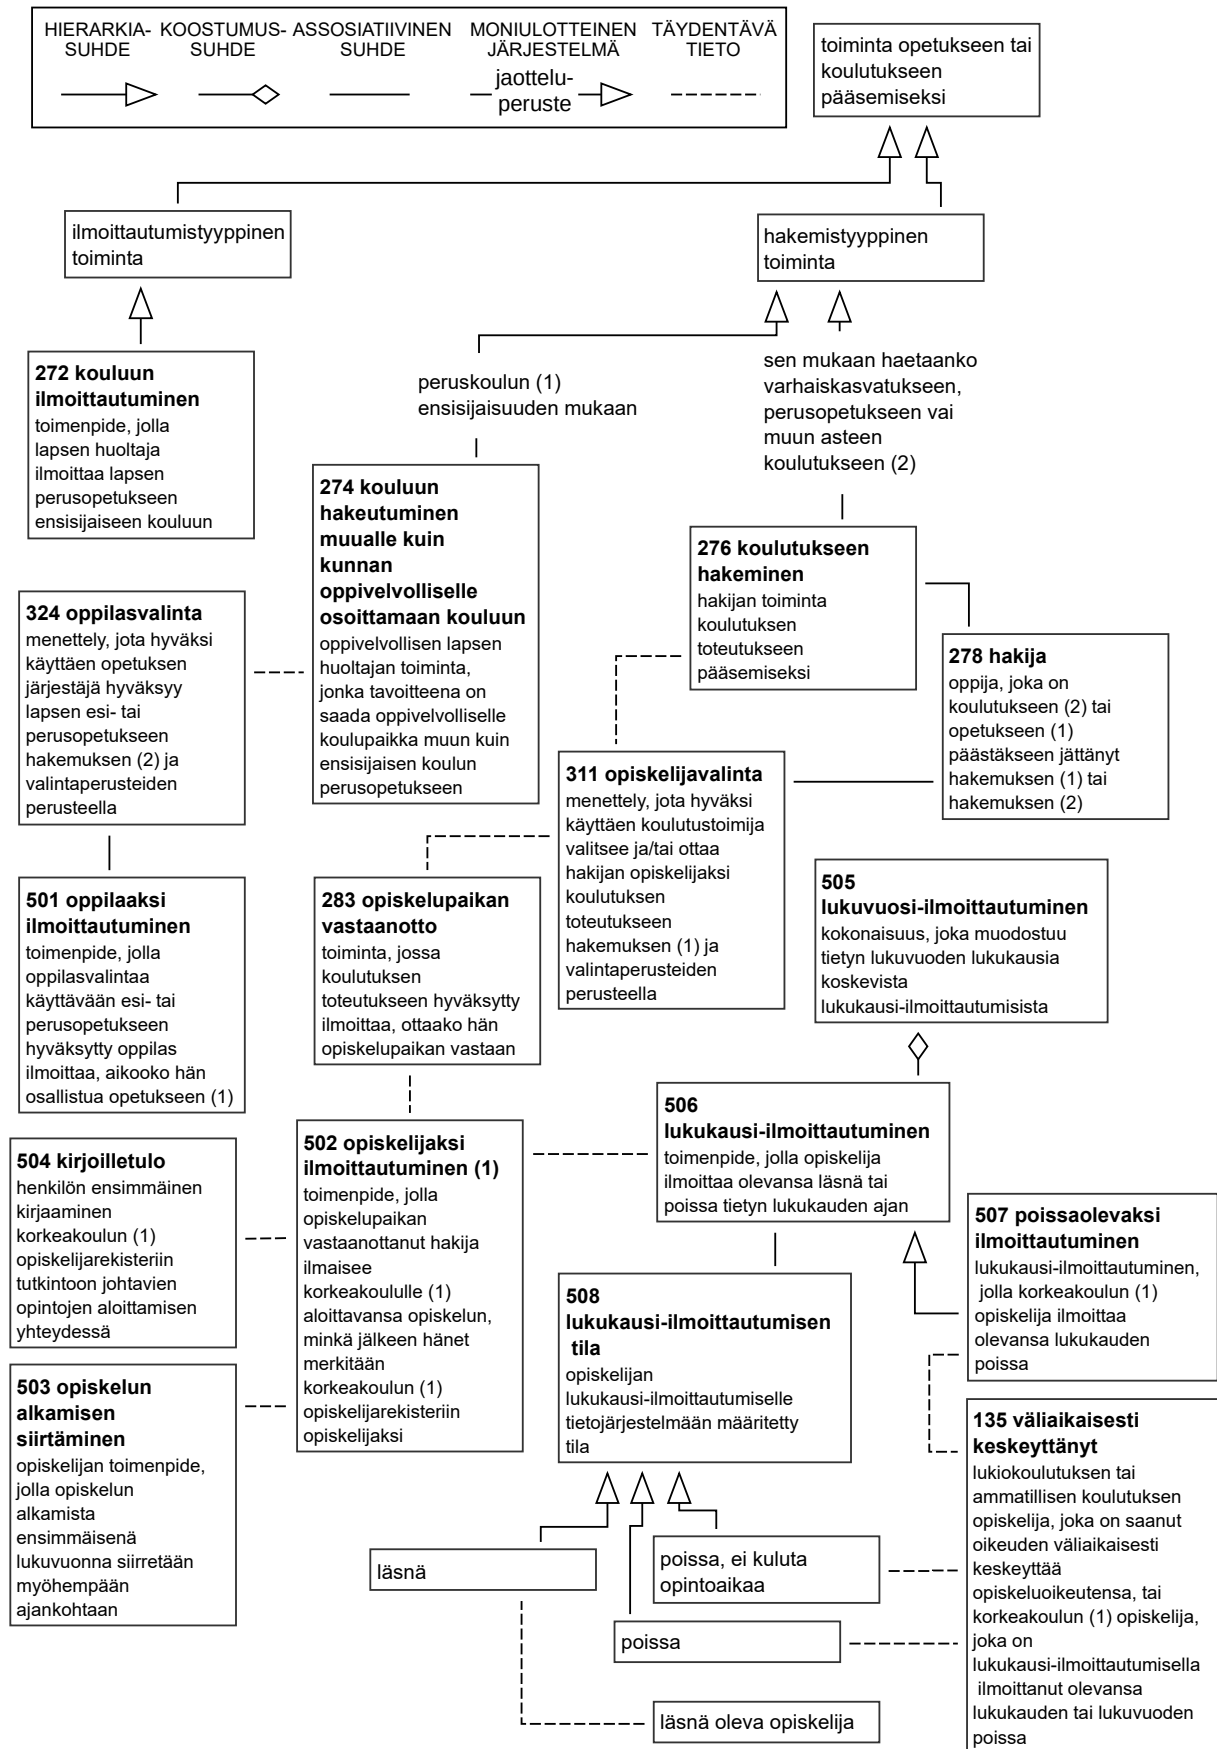 HIERARKIA-
SUHDE
KOOSTUMUS-
SUHDE
ASSOSIATIIVINEN
SUHDE
MONIULOTTEINEN
JÄRJESTELMÄ
jaottelu-
peruste
TÄYDENTÄVÄ
TIETO
toiminta opetukseen tai
koulutukseen
pääsemiseksi
ilmoittautumistyyppinen
toiminta
hakemistyyppinen
toiminta
272 kouluun
ilmoittautuminen
toimenpide, jolla
lapsen huoltaja
ilmoittaa lapsen
perusopetukseen
ensisijaiseen kouluun
peruskoulun (1)
ensisijaisuuden mukaan
sen mukaan haetaanko
varhaiskasvatukseen,
perusopetukseen vai
muun asteen
koulutukseen (2)
274 kouluun
hakeutuminen
muualle kuin
kunnan
oppivelvolliselle
osoittamaan kouluun
oppivelvollisen lapsen
huoltajan toiminta,
jonka tavoitteena on
saada oppivelvolliselle
koulupaikka muun kuin
ensisijaisen koulun
perusopetukseen
276 koulutukseen
hakeminen
hakijan toiminta
koulutuksen
toteutukseen
pääsemiseksi
324 oppilasvalinta
menettely, jota hyväksi
käyttäen opetuksen
järjestäjä hyväksyy
lapsen esi- tai
perusopetukseen
hakemuksen (2) ja
valintaperusteiden
perusteella
278 hakija
oppija, joka on
koulutukseen (2) tai
opetukseen (1)
päästäkseen jättänyt
hakemuksen (1) tai
hakemuksen (2)
311 opiskelijavalinta
menettely, jota hyväksi
käyttäen koulutustoimija
valitsee ja/tai ottaa
hakijan opiskelijaksi
koulutuksen
toteutukseen
hakemuksen (1) ja
valintaperusteiden
perusteella
501 oppilaaksi
ilmoittautuminen
toimenpide, jolla
oppilasvalintaa
käyttävään esi- tai
perusopetukseen
hyväksytty oppilas
ilmoittaa, aikooko hän
osallistua opetukseen (1)
283 opiskelupaikan
vastaanotto
toiminta, jossa
koulutuksen
toteutukseen hyväksytty
ilmoittaa, ottaako hän
opiskelupaikan vastaan
505
lukuvuosi-ilmoittautuminen
kokonaisuus, joka muodostuu
tietyn lukuvuoden lukukausia
koskevista
lukukausi-ilmoittautumisista
506
lukukausi-ilmoittautuminen
toimenpide, jolla opiskelija
ilmoittaa olevansa läsnä tai
poissa tietyn lukukauden ajan
504 kirjoilletulo
henkilön ensimmäinen
kirjaaminen
korkeakoulun (1)
opiskelijarekisteriin
tutkintoon johtavien
opintojen aloittamisen
yhteydessä
502 opiskelijaksi
ilmoittautuminen (1)
toimenpide, jolla
opiskelupaikan
vastaanottanut hakija
ilmaisee
korkeakoululle (1)
aloittavansa opiskelun,
minkä jälkeen hänet
merkitään
korkeakoulun (1)
opiskelijarekisteriin
opiskelijaksi
507 poissaolevaksi
ilmoittautuminen
lukukausi-ilmoittautuminen,
jolla korkeakoulun (1)
opiskelija ilmoittaa
olevansa lukukauden
poissa
508
lukukausi-ilmoittautumisen
tila
opiskelijan
lukukausi-ilmoittautumiselle
tietojärjestelmään määritetty
tila
503 opiskelun
alkamisen
siirtäminen
opiskelijan toimenpide,
jolla opiskelun
alkamista
ensimmäisenä
lukuvuonna siirretään
myöhempään
ajankohtaan
135 väliaikaisesti
keskeyttänyt
lukiokoulutuksen tai
ammatillisen koulutuksen
opiskelija, joka on saanut
oikeuden väliaikaisesti
keskeyttää
opiskeluoikeutensa, tai
korkeakoulun (1) opiskelija,
joka on
lukukausi-ilmoittautumisella
ilmoittanut olevansa
lukukauden tai lukuvuoden
poissa
läsnä
poissa, ei kuluta
opintoaikaa
poissa
läsnä oleva opiskelija